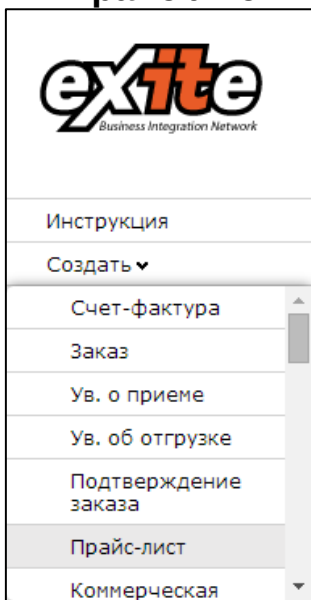 eXite
Business Integration Network
Инструкция
Создать
Счет-фактура
Заказ
Ув. о приеме
Ув. об отгрузке
Подтверждение
заказа
Прайс-лист
Коммерческая